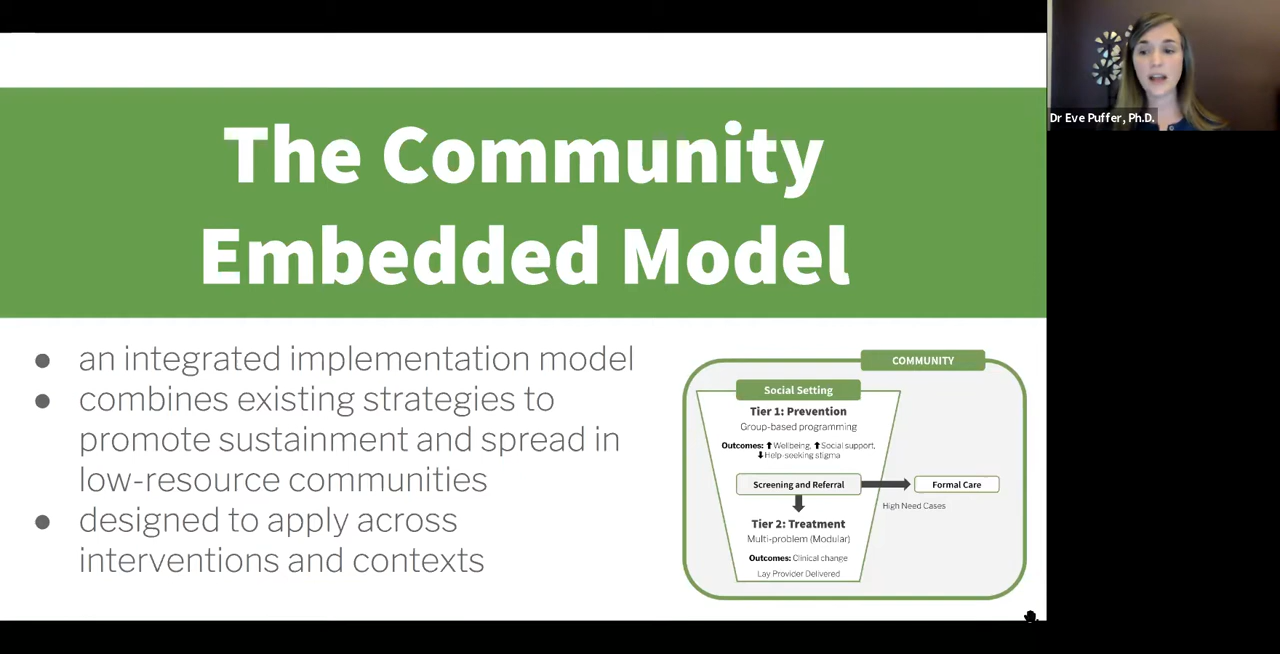 The Community
Embedded Model
● an integrated implementation model
● combines existing strategies to
promote sustainment and spread in
low-resource communities
● designed to apply across
interventions and contexts
COMMUNITY
Social Setting
Tier 1: Prevention
Group-based programming
Outcomes: ⬆ Wellbeing, ⬆ Social support,
⬇ Help-seeking stigma
Screening and Referral
Formal Care
High Need Cases
Tier 2: Treatment
Multi-problem (Modular)
Outcomes: Clinical change
Lay Provider Delivered
Dr Eve Puffer, Ph.D.